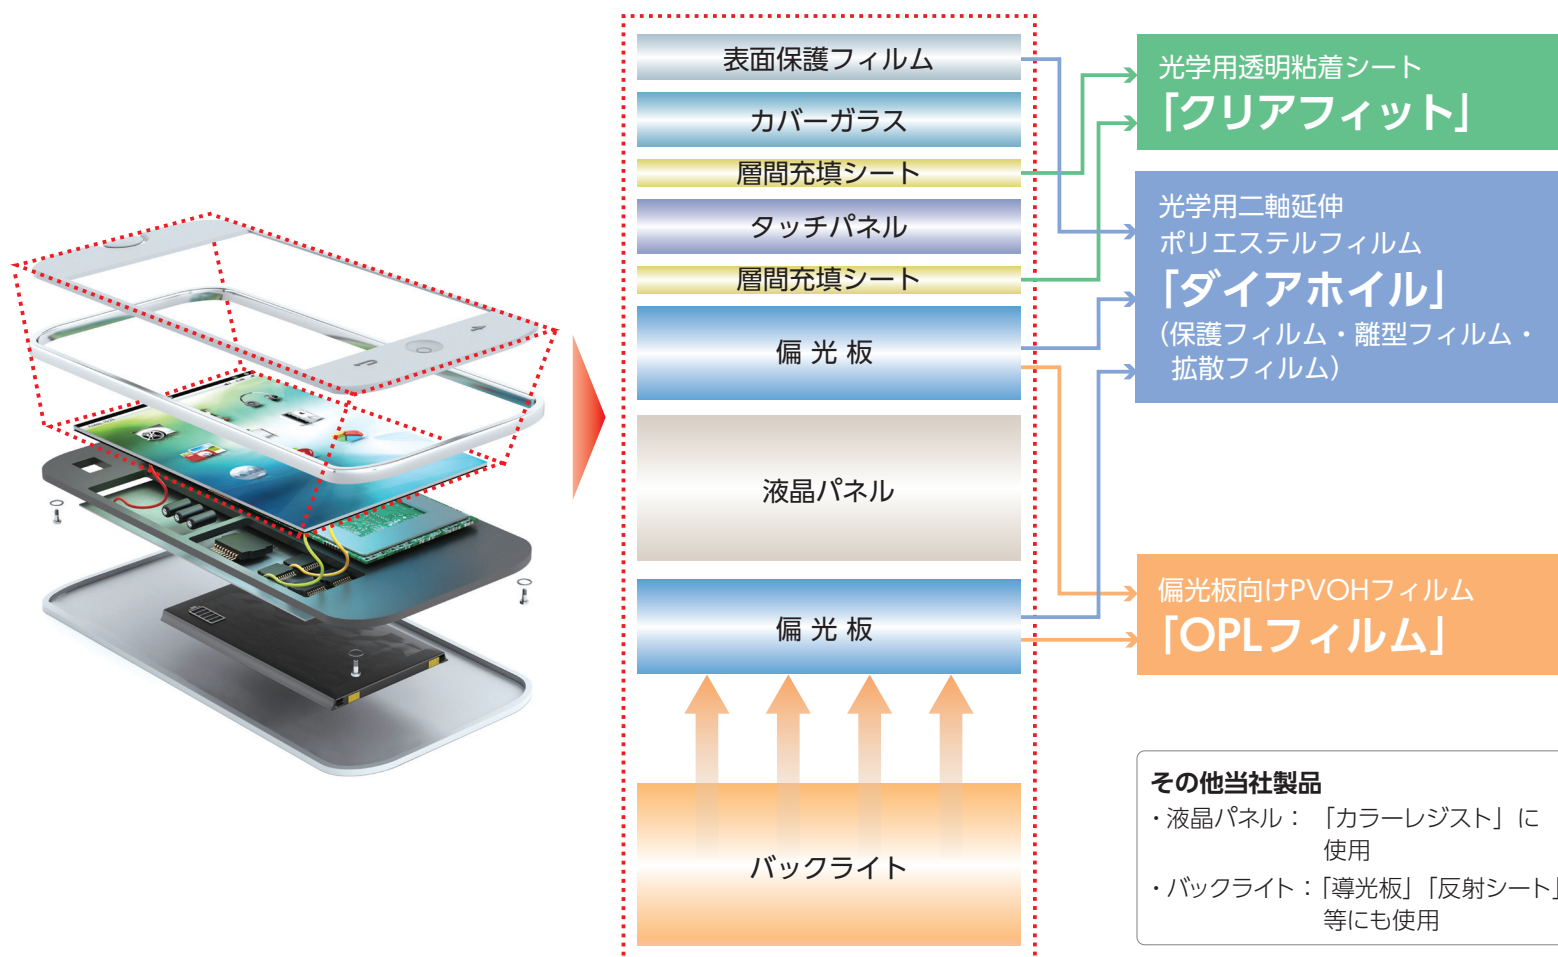 表面保護フィルム
カバーガラス
層間充填シート
タッチパネル
層間充填シート
偏光板
液晶パネル
偏光板
バックライト
光学用透明粘着シート
「クリアフィット」
光学用二軸延伸
ポリエステルフィルム
「ダイアホイル」
(保護フィルム・離型フィルム・
拡散フィルム)
偏光板向けPVOHフィルム
「OPLフィルム」
その他当社製品
・液晶パネル：「カラーレジスト」に
使用
・バックライト：「導光板」「反射シート」
等にも使用